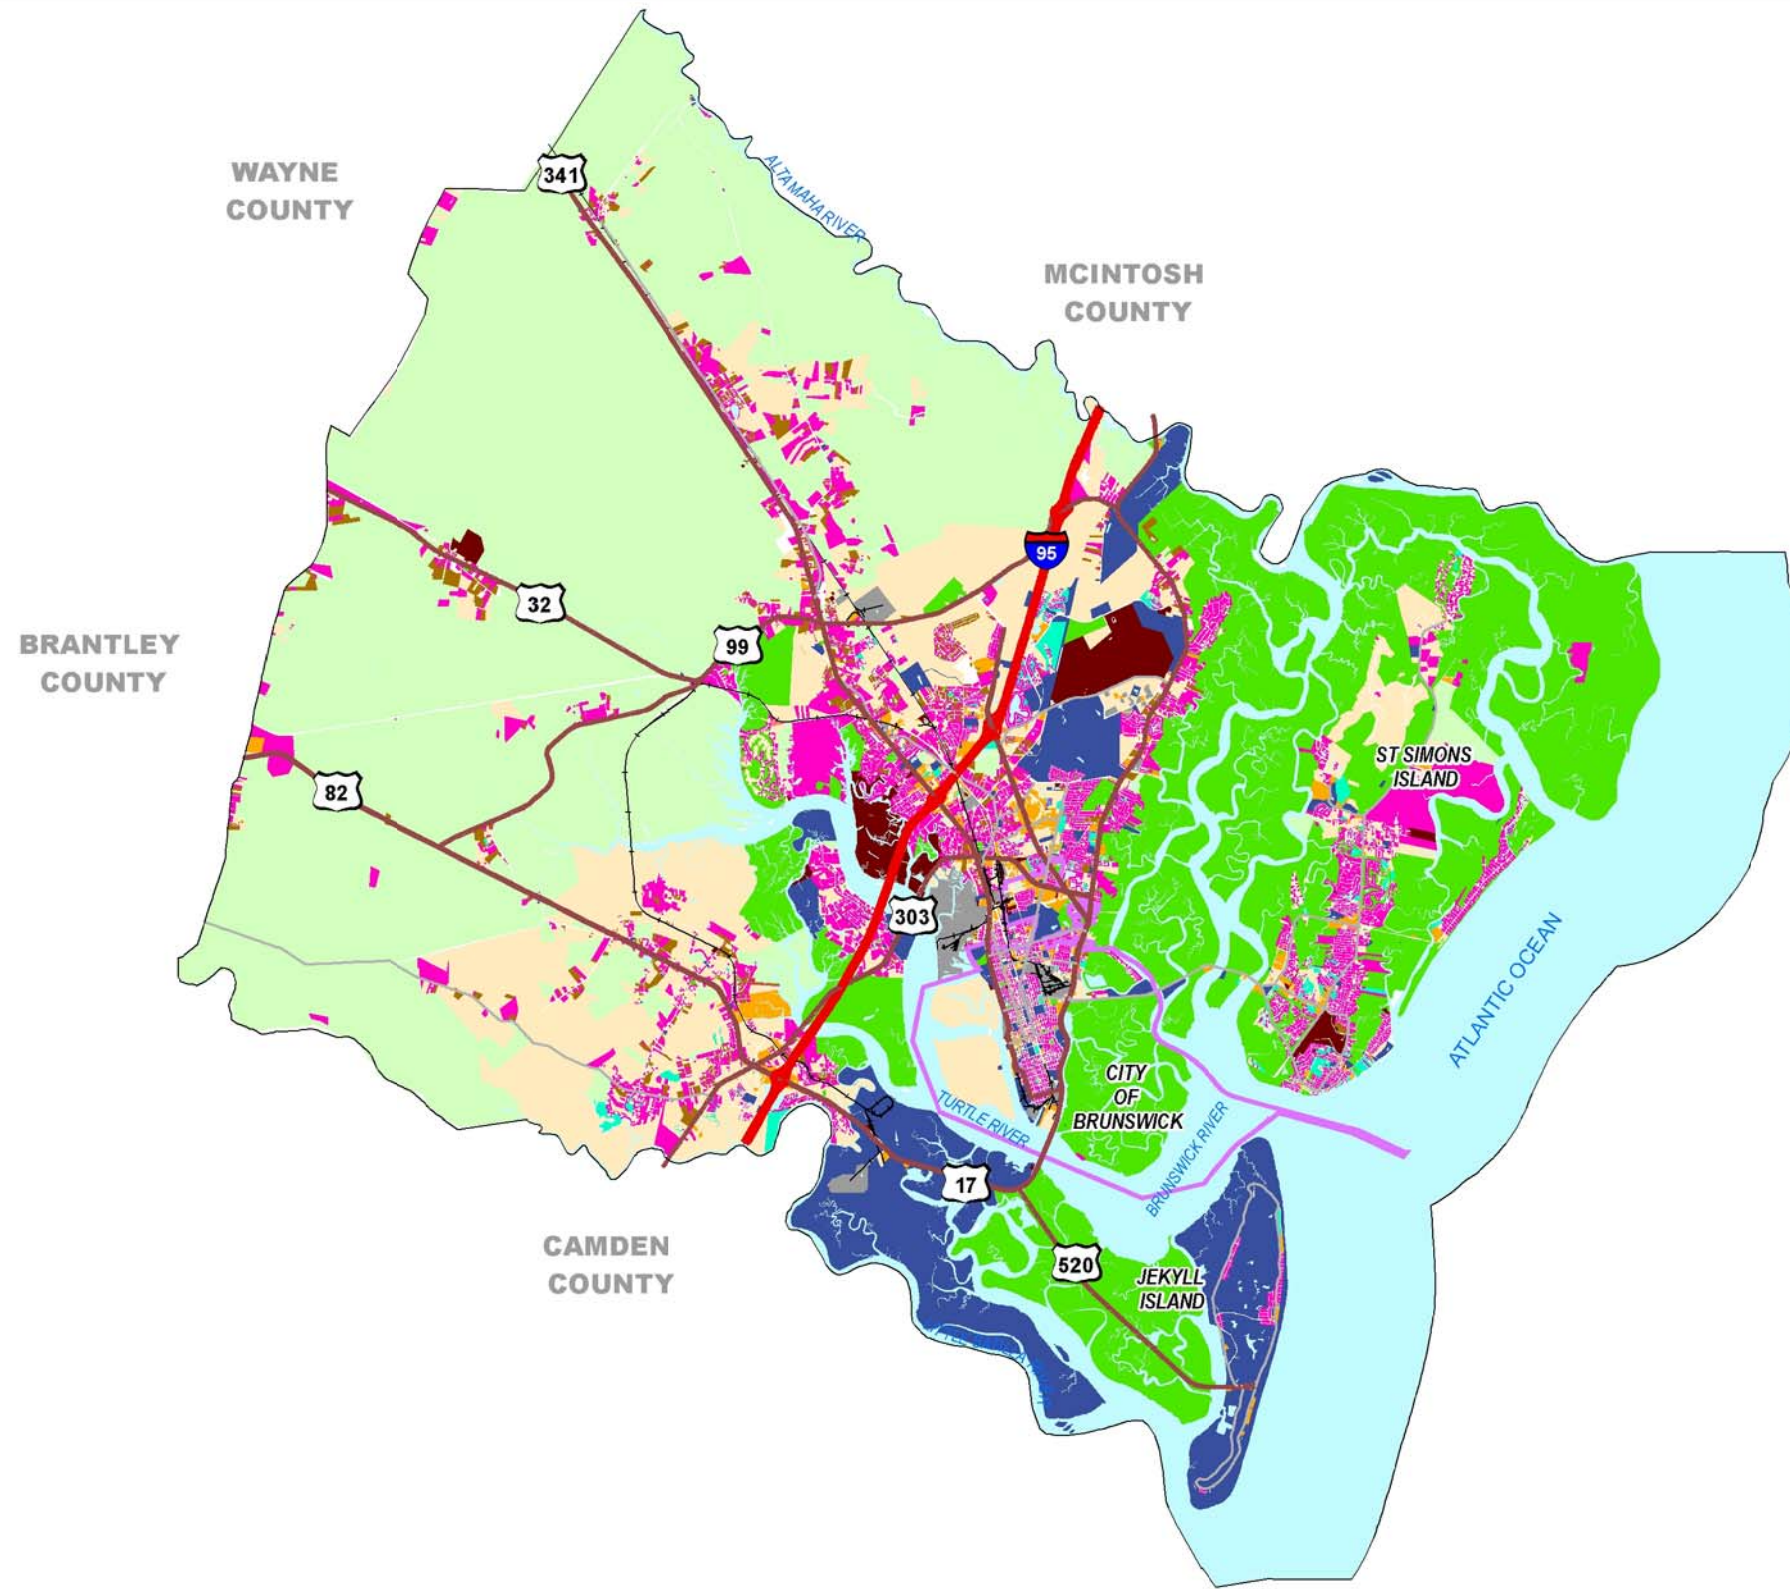 WAYNE
COUNTY
341
ALTAMAHA RIVER
MCINTOSH
COUNTY
95
32
99
BRANTLEY
COUNTY
ST SIMONS
ISLAND
82
303
ATLANTIC OCEAN
CITY
OF
BRUNSWICK
TURTLE RIVER
BRUNSWICK RIVER
17
CAMDEN
COUNTY
520
JEKYLL
ISLAND